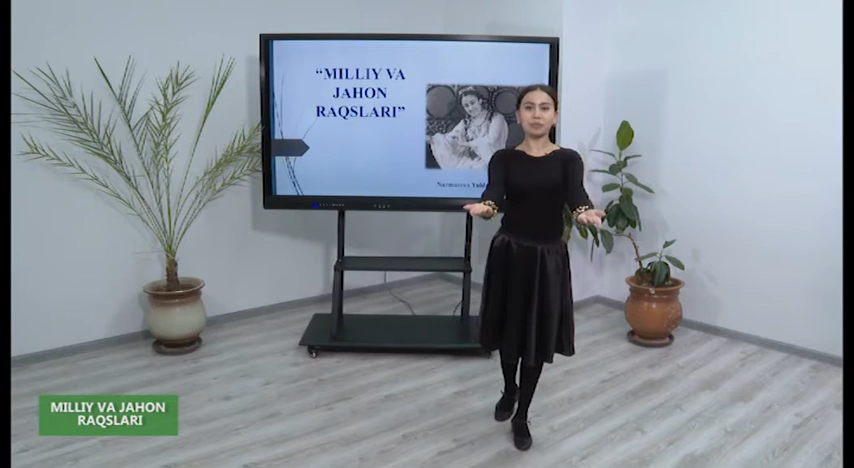 “MILLIY VA
JAHON
RAQSLARI”
MILLIY VA JAHON
RAQSLARI